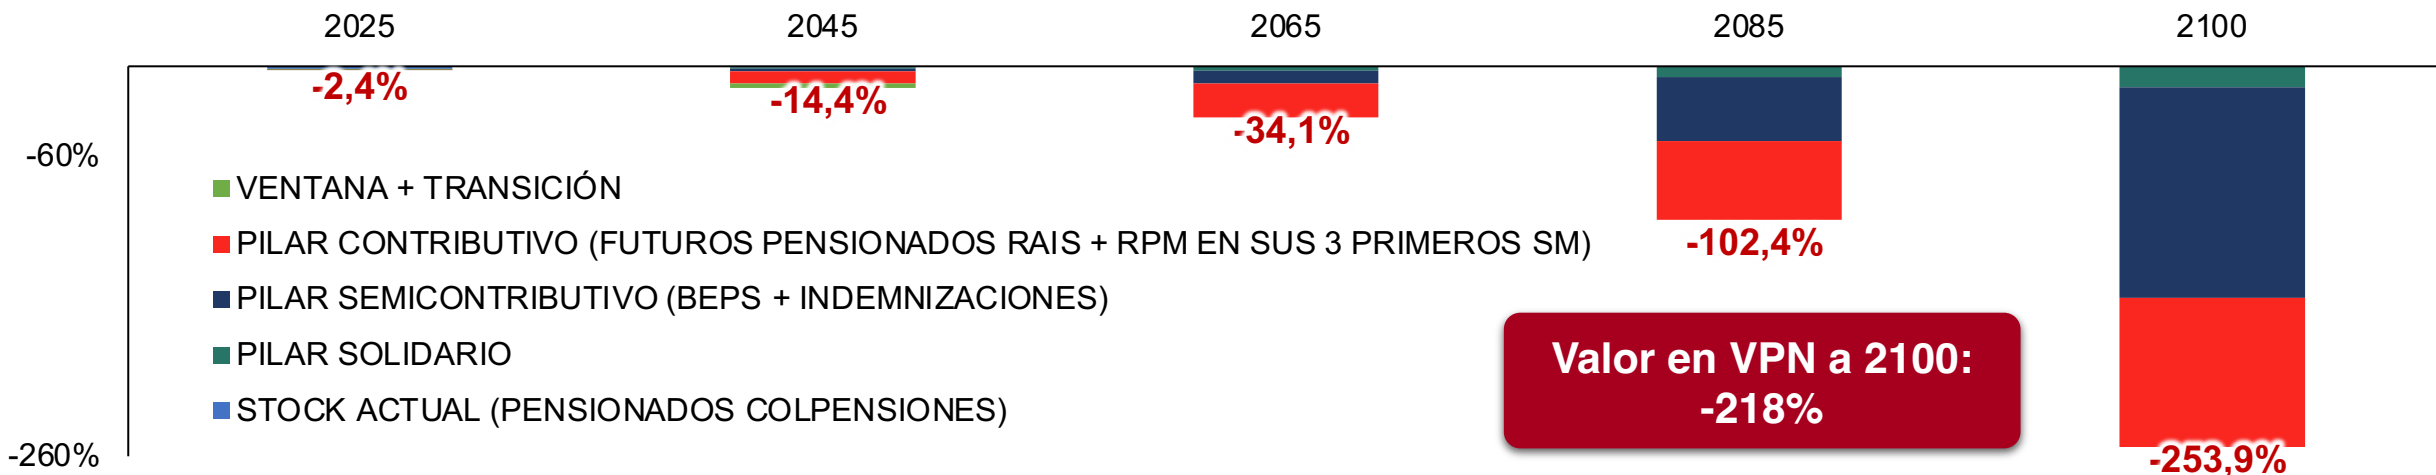 2025 2045 2065 2085 2100
-2,4%
-14,4%
-34,1%
-102,4%
-253,9%
-60%
-260%
VENTANA + TRANSICIÓN
PILAR CONTRIBUTIVO (FUTUROS PENSIONADOS RAIS + RPM EN SUS 3 PRIMEROS SM)
PILAR SEMICONTRIBUTIVO (BEPS + INDEMNIZACIONES)
PILAR SOLIDARIO
STOCK ACTUAL (PENSIONADOS COLPENSIONES)
Valor en VPN a 2100:
-218%